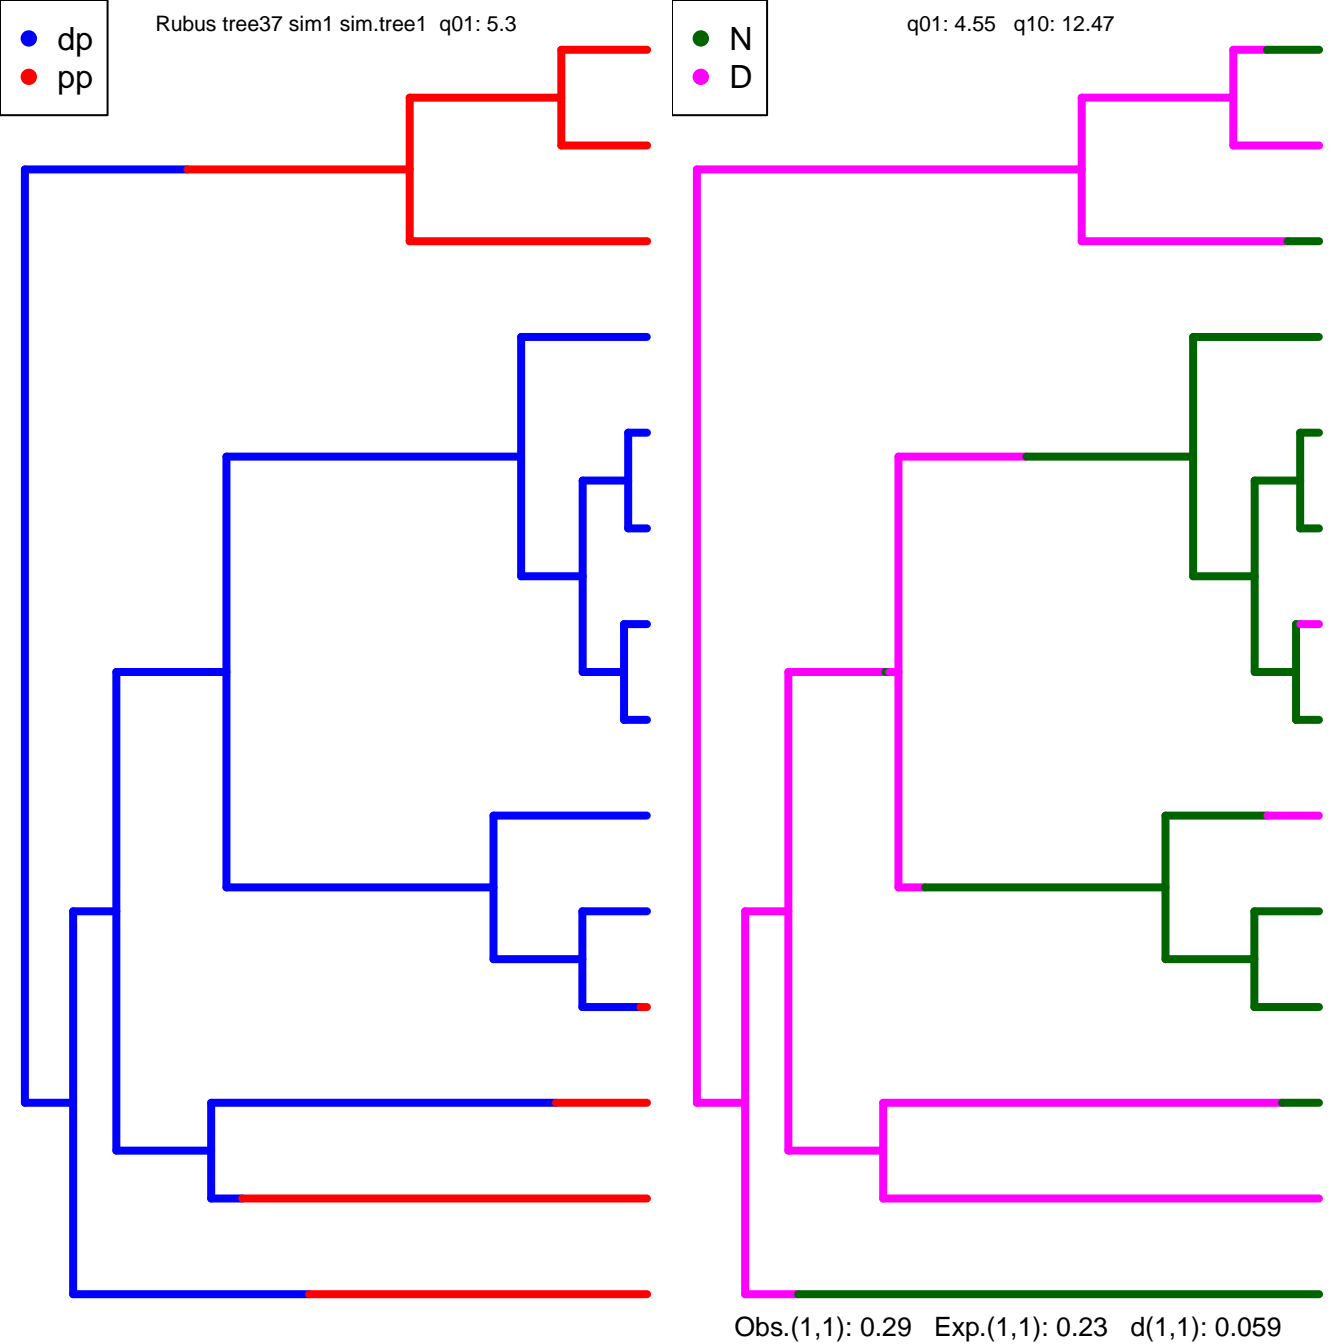 Rubus tree37 sim1 sim.tree1  q01: 5.3
dp
pp
q01: 4.55   q10: 12.47
N
D
Obs.(1,1): 0.29   Exp.(1,1): 0.23   d(1,1): 0.059